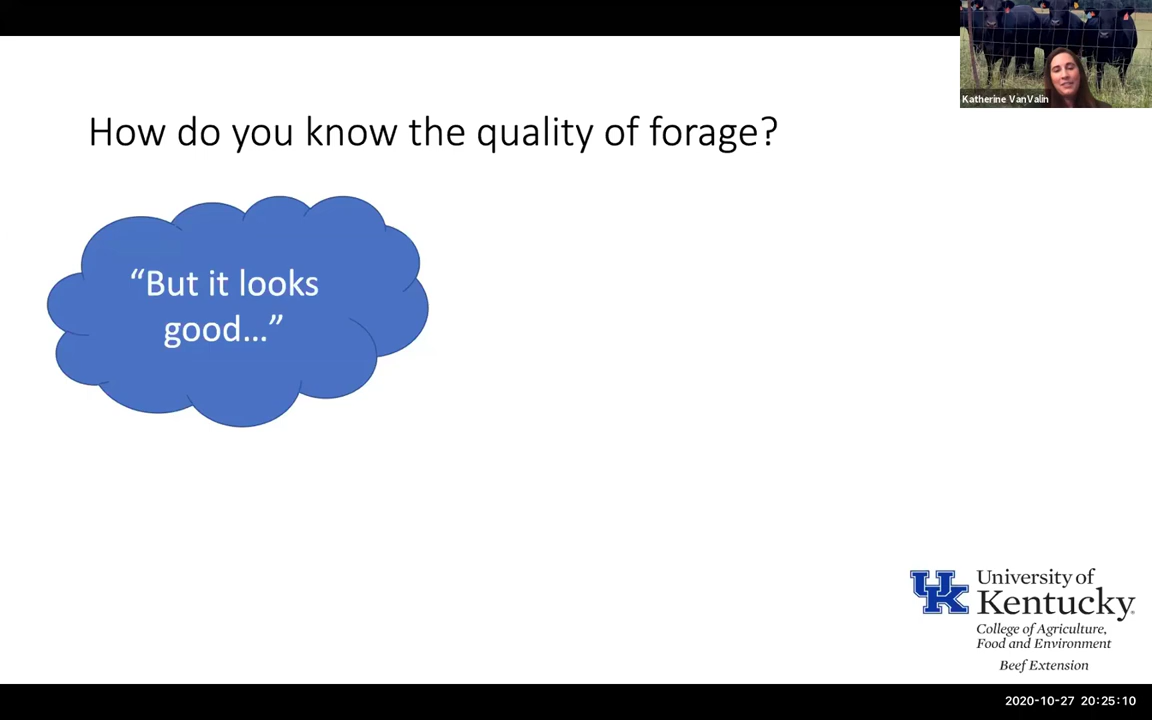 Katherine VanValin
How do you know the quality of forage?
“But it looks
good...”
UK
University of
Kentucky®
College of Agriculture,
Food and Environment
Beef Extension
2020-10-27 20:25:10